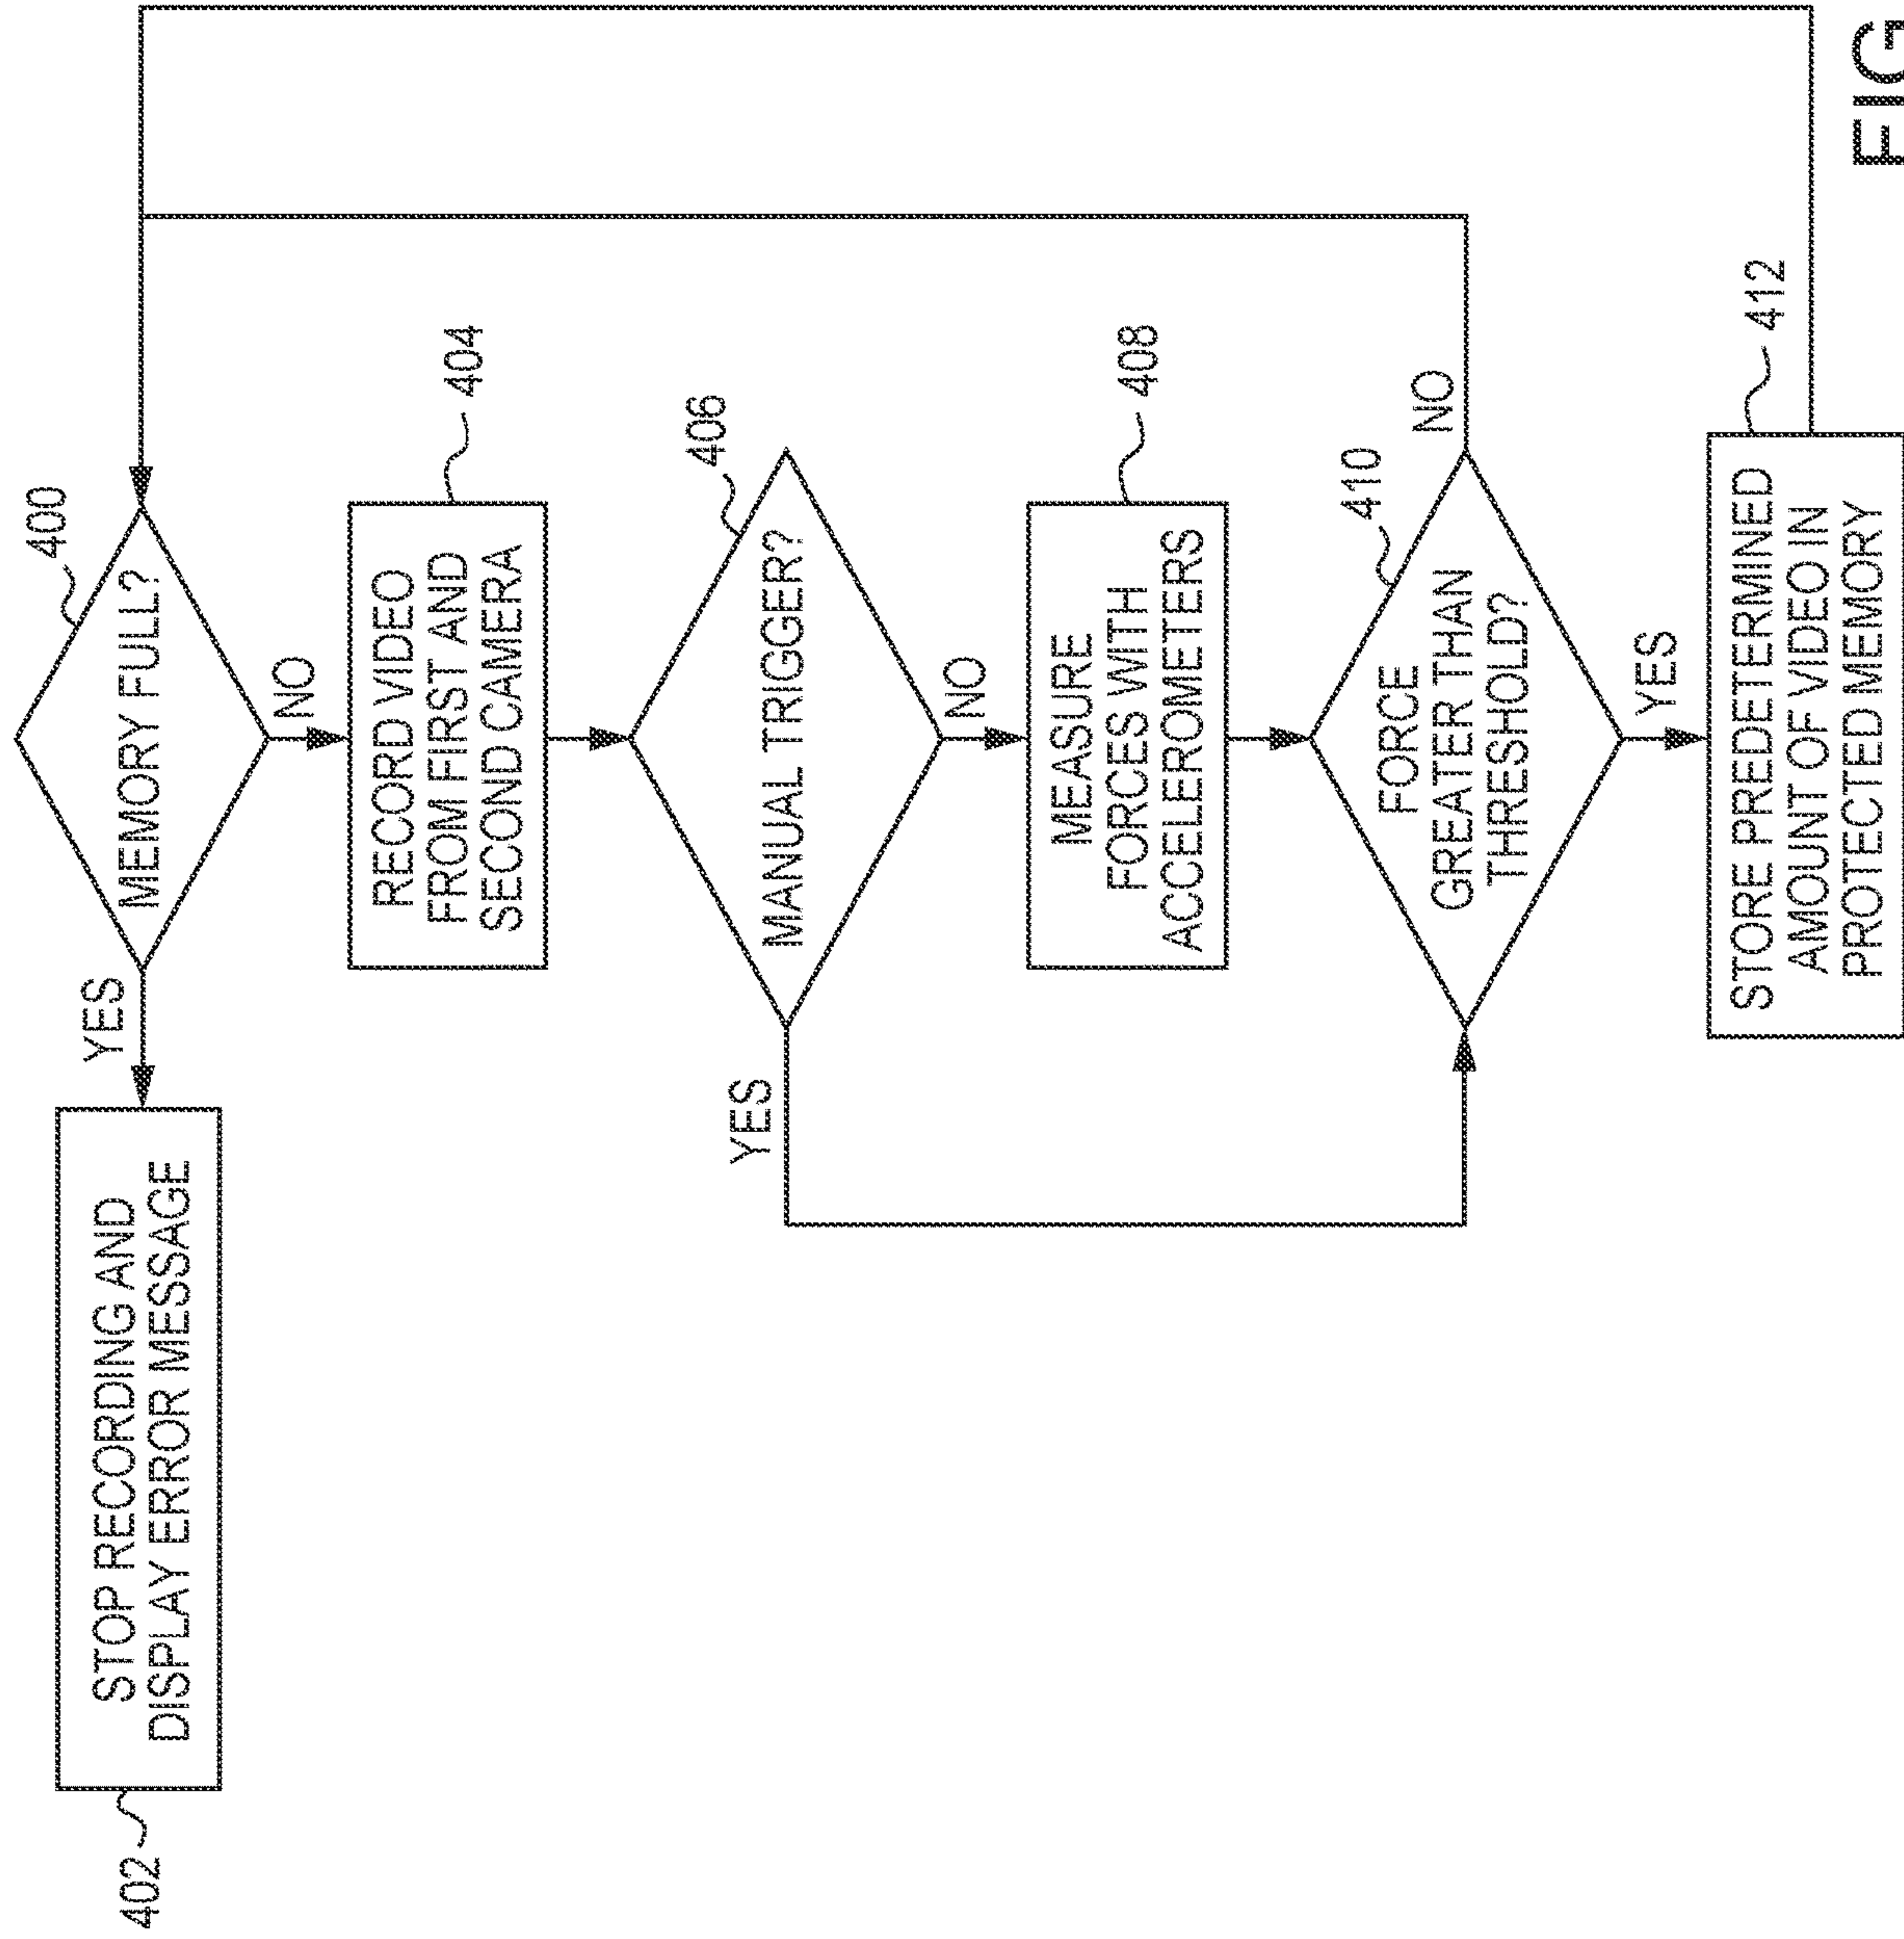 400
MEMORY FULL?
YES
NO
STOP RECORDING AND
DISPLAY ERROR MESSAGE
402
RECORD VIDEO
FROM FIRST AND
SECOND CAMERA
404
406
MANUAL TRIGGER?
YES
NO
MEASURE
FORCES WITH
ACCELEROMETERS
408
410
FORCE
GREATER THAN
THRESHOLD?
NO
YES
STORE PREDETERMINED
AMOUNT OF VIDEO IN
PROTECTED MEMORY
412
FIG